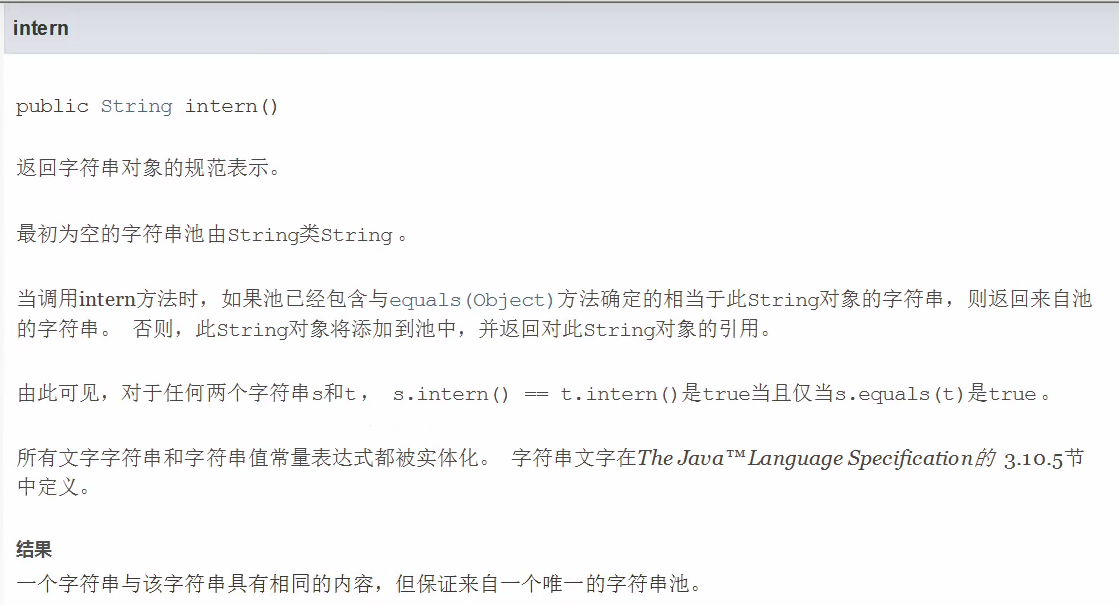 intern
public String intern()
返回字符串对象的规范表示。
最初为空的字符串池由String类String 。
当调用intern方法时，如果池已经包含与equals(Object)方法确定的相当于此String对象的字符串，则返回来自池
的字符串。 否则，此String对象将添加到池中，并返回对此String对象的引用。
由此可见，对于任何两个字符串s和t ， s.intern() == t.intern()是true当且仅当s.equals(t)是true 。
所有文字字符串和字符串值常量表达式都被实体化。 字符串文字在The Java™ Language Specification的 3.10.5节
中定义。
结果
一个字符串与该字符串具有相同的内容，但保证来自一个唯一的字符串池。